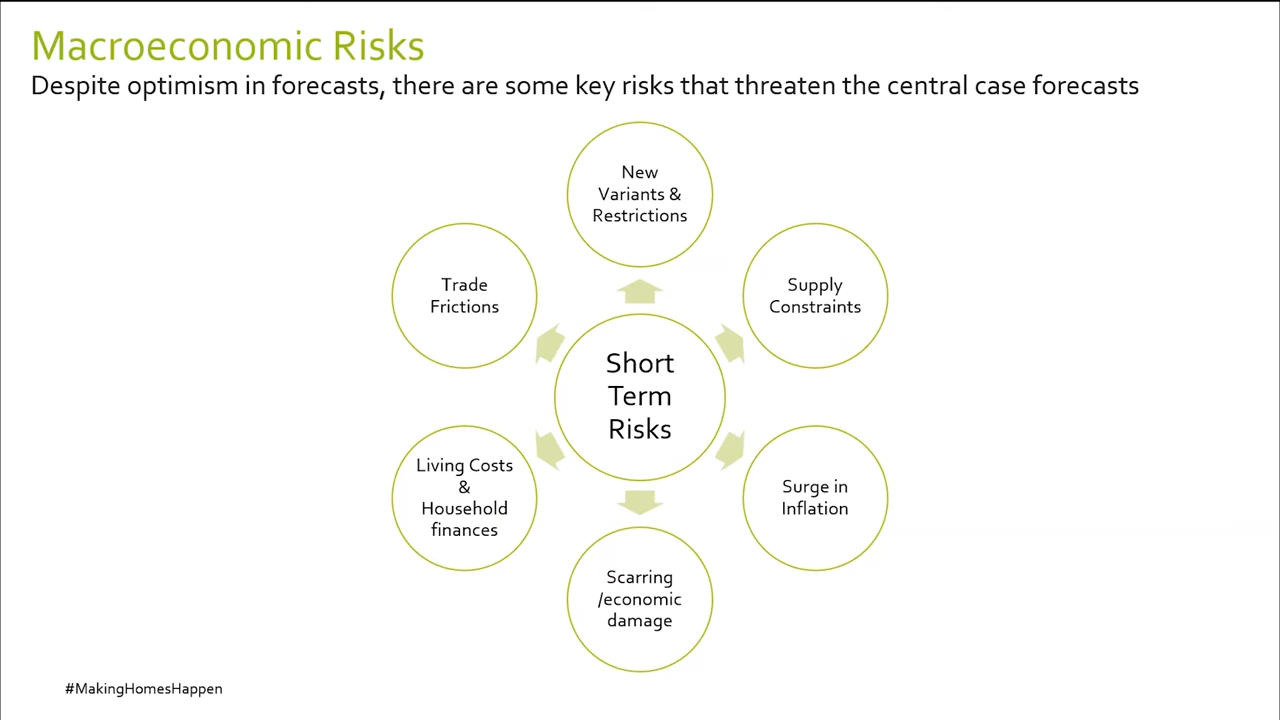 Macroeconomic Risks
Despite optimism in forecasts, there are some key risks that threaten the central case forecasts
New
Variants &
Restrictions
Trade
Frictions
Supply
Constraints
Short
Term
Risks
Living Costs
&
Household
finances
Surge in
Inflation
Scarring
/economic
damage
#MakingHomesHappen